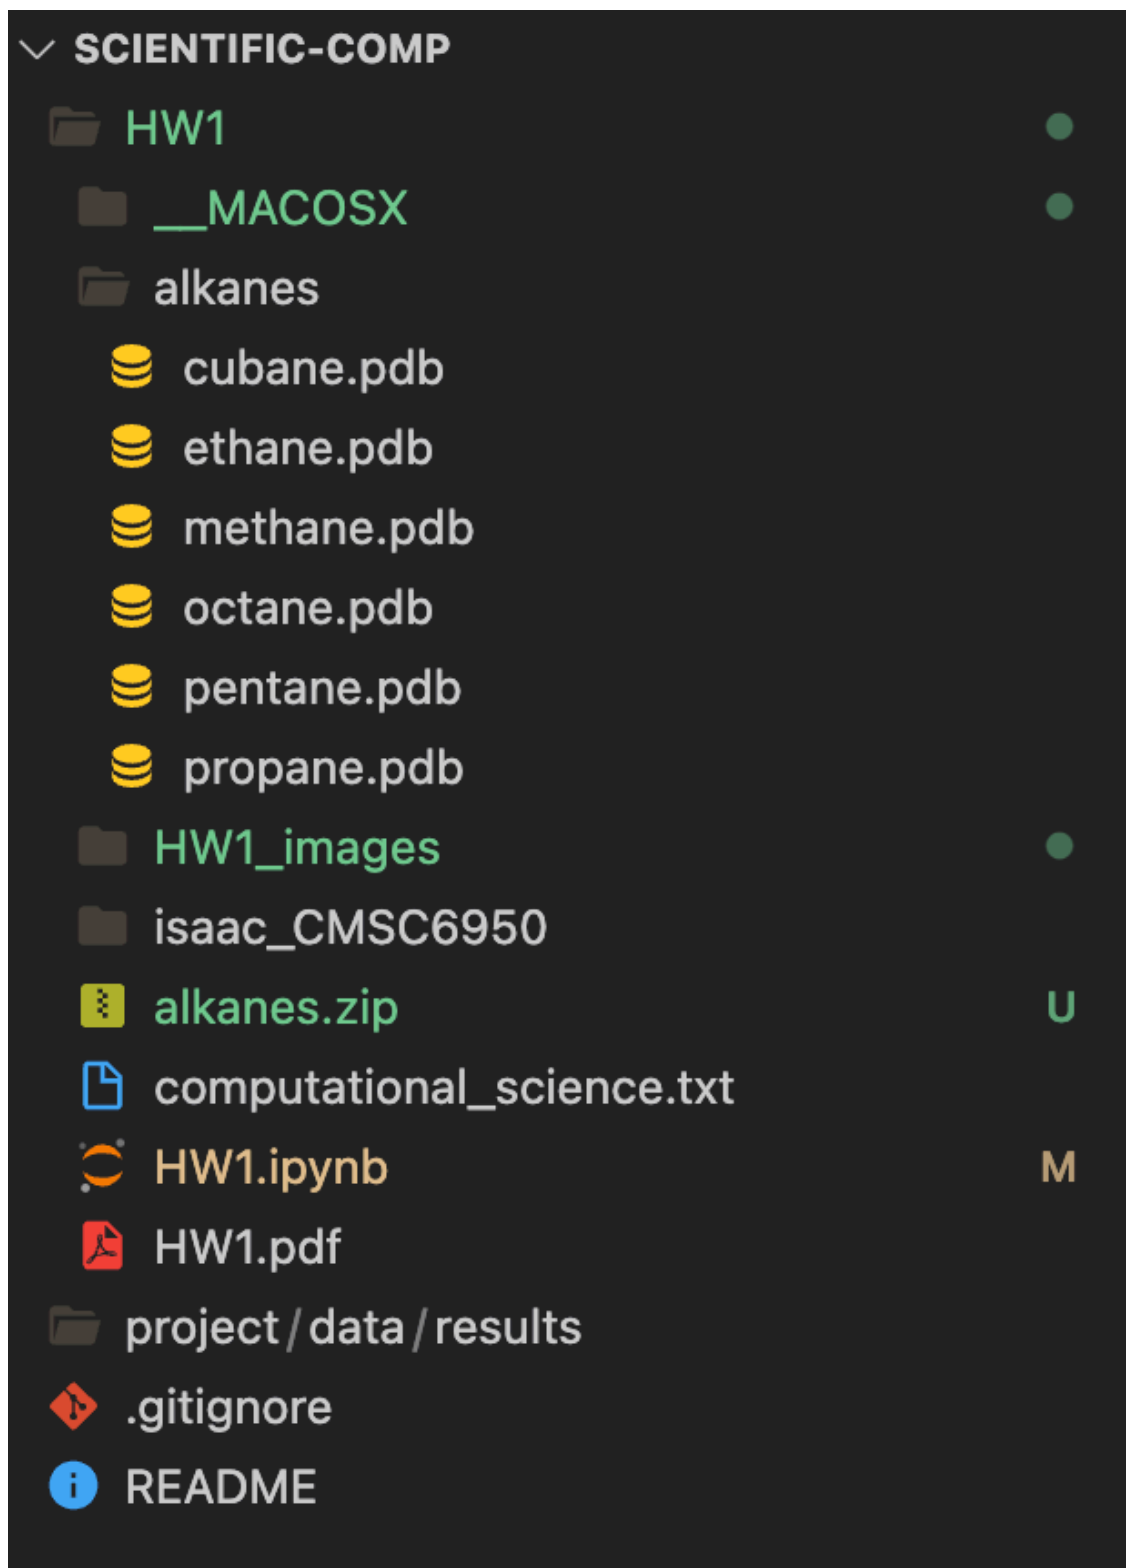 SCIENTIFIC-COMP
HW1
__MACOSX
alkanes
cubane.pdb
ethane.pdb
methane.pdb
octane.pdb
pentane.pdb
propane.pdb
HW1_images
isaac_CMSC6950
alkanes.zip U
computational_science.txt
HW1.ipynb M
HW1.pdf
project/data/results
.gitignore
README